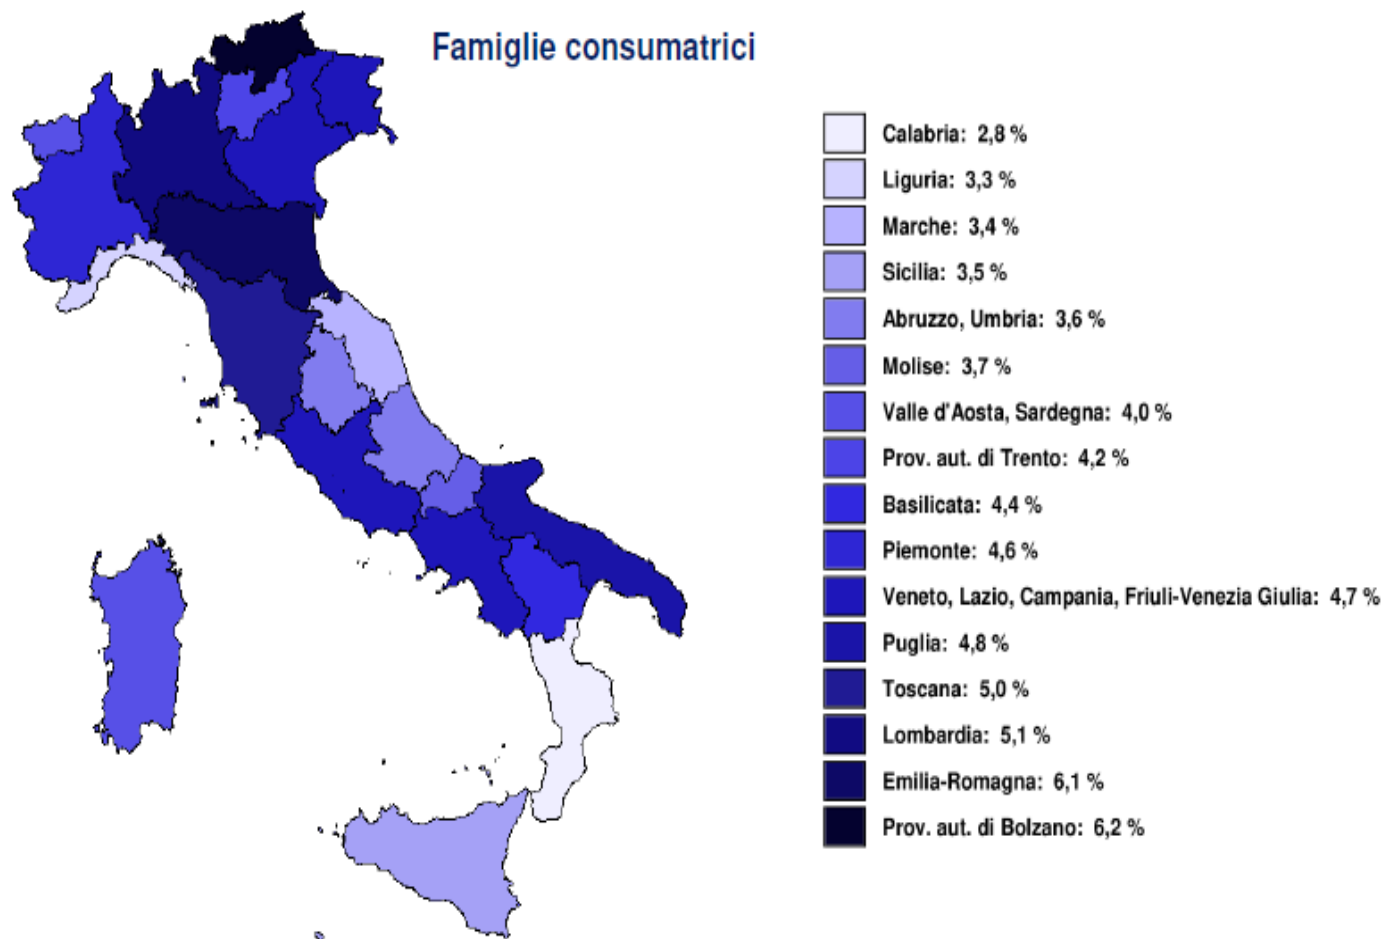 Famiglie consumatrici
Calabria: 2,8 %
Liguria: 3,3 %
Marche: 3,4 %
Sicilia: 3,5 %
Abruzzo, Umbria: 3,6 %
Molise: 3,7 %
Valle d'Aosta, Sardegna: 4,0 %
Prov. aut. di Trento: 4,2 %
Basilicata: 4,4 %
Piemonte: 4,6 %
Veneto, Lazio, Campania, Friuli-Venezia Giulia: 4,7 %
Puglia: 4,8 %
Toscana: 5,0 %
Lombardia: 5,1 %
Emilia-Romagna: 6,1 %
Prov. aut. di Bolzano: 6,2 %